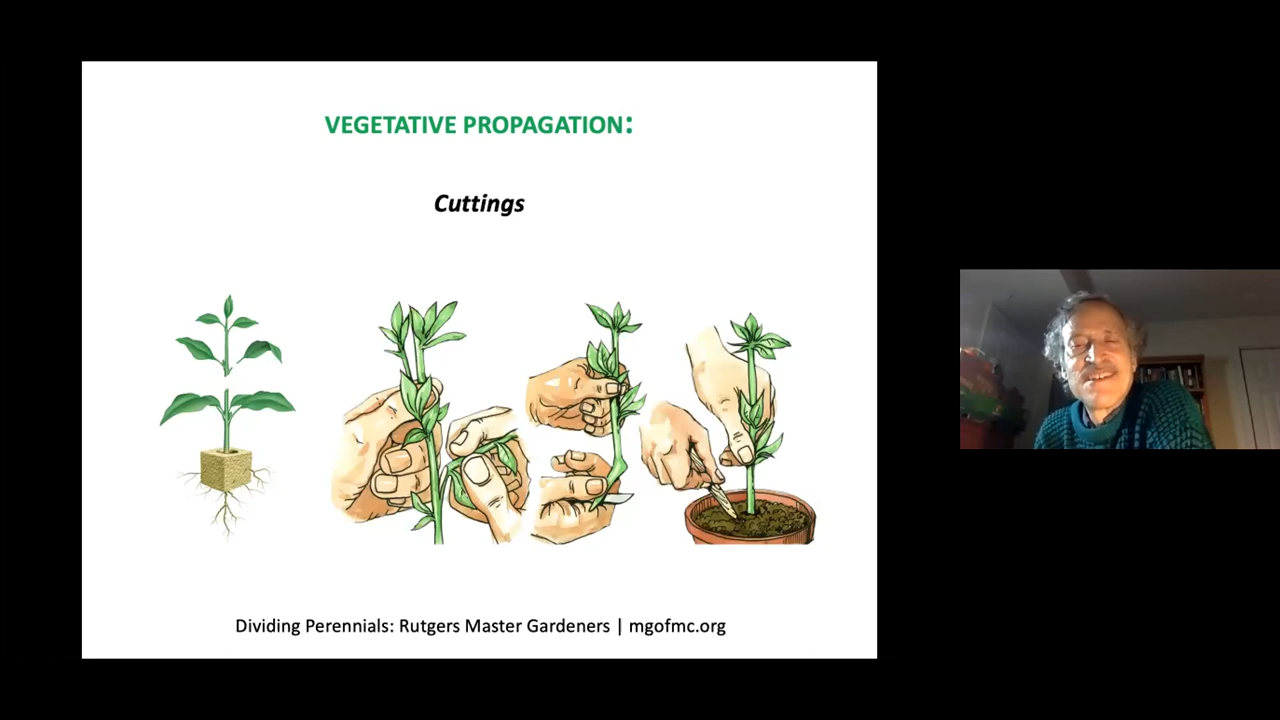 VEGETATIVE PROPAGATION:
Cuttings
Dividing Perennials: Rutgers Master Gardeners | mgofmc.org